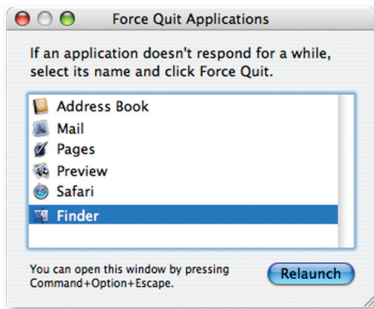 Force Quit Applications
If an application doesn't respond for a while,
select its name and click Force Quit.
Address Book
Mail
Pages
Preview
Safari
Finder
You can open this window by pressing
Command+Option+Escape.
Relaunch